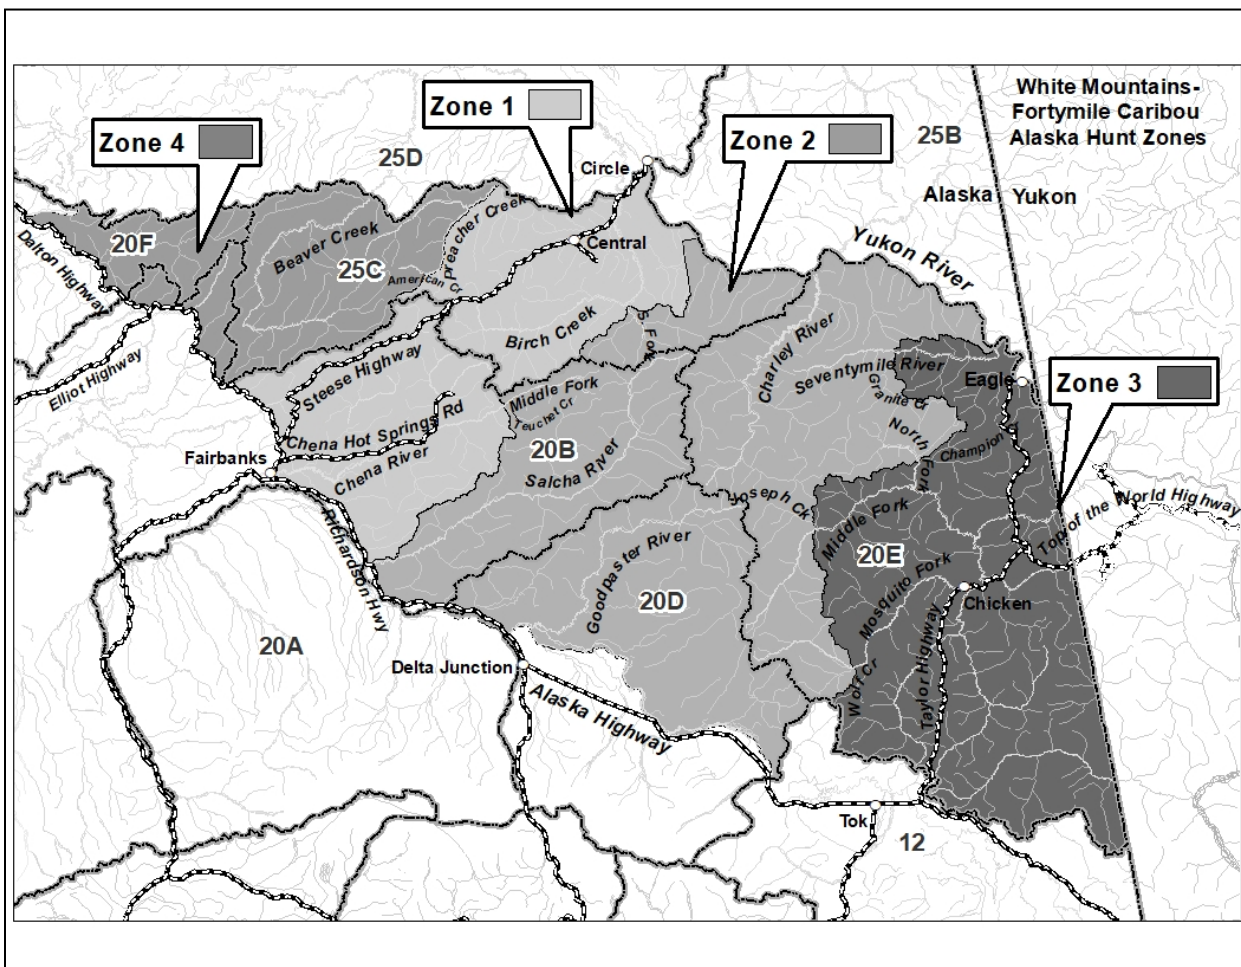 White Mountains-
Fortymile Caribou
Alaska Hunt Zones
Zone 1
Zone 4
Zone 2
25D
25B
Circle
Alaska
Yukon
Preacher Creek
20F
Beaver Creek
Central
Yukon River
25C
American Cr
Dalton Highway
Birch Creek
S Fork
Charley River
Elliot Highway
Steese Highway
Seventymile River
Eagle
Zone 3
Middle Fork
Granite Cr
Teuchet Cr
Chena Hot Springs Rd
20B
North Fork
Champion Cr
Fairbanks
Chena River
Salcha River
Joseph Ck
Top of the World Highway
Richardson Hwy
Middle Fork
Goodpaster River
20E
Mosquito Fork
20D
Chicken
20A
Delta Junction
Wolf Cr
Taylor Highway
Alaska Highway
Tok
12